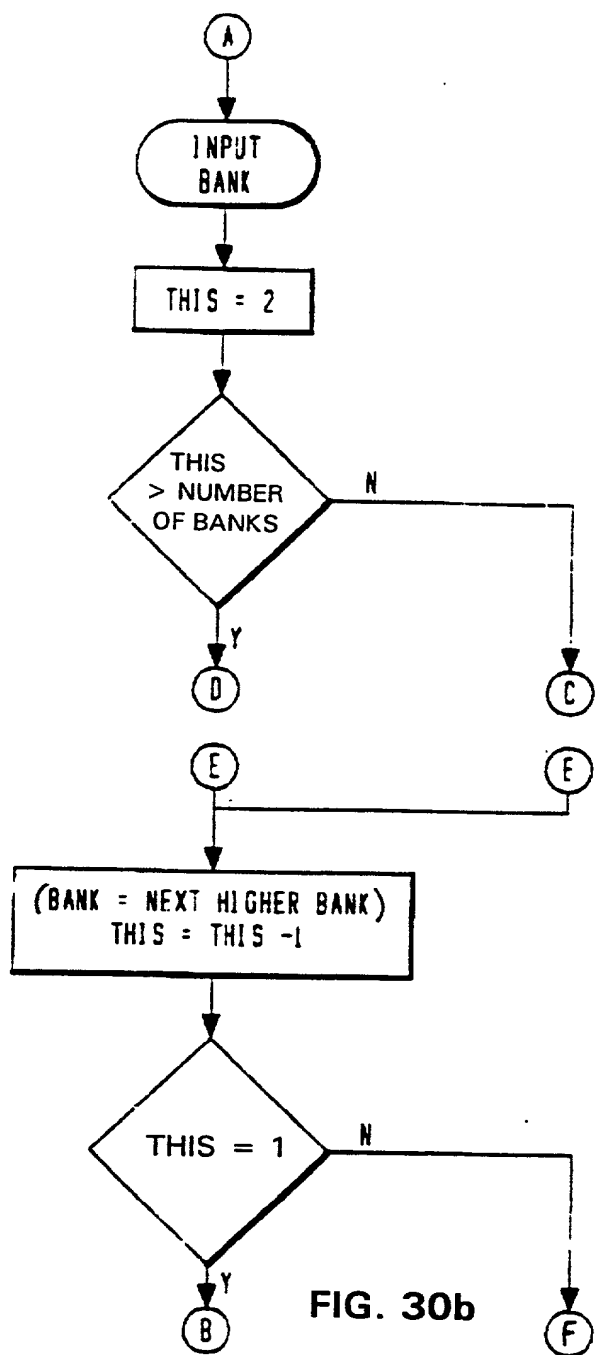 A
INPUT
BANK
THIS = 2
THIS
> NUMBER
OF BANKS
N
Y
D
C
E
E
(BANK = NEXT HIGHER BANK)
THIS = THIS -1
THIS = 1
N
Y
B
FIG. 30b
F